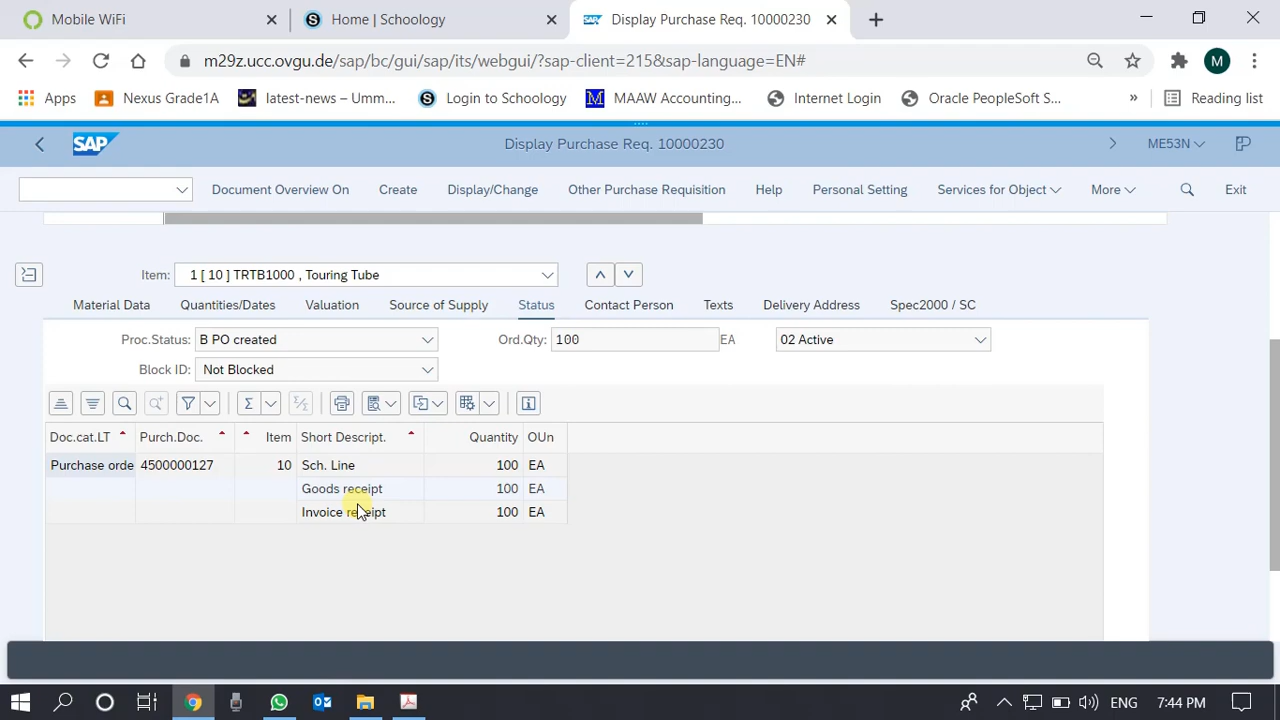 Mobile WiFi
Home | Schoology
SAP Display Purchase Req. 10000230
m29z.ucc.ovgu.de/sap/bc/gui/sap/its/webgui/?sap-client=215&sap-language=EN#
M
Apps Nexus Grade1A latest-news – Umm... Login to Schoology MAAW Accounting,... Internet Login Oracle PeopleSoft S... » Reading list
SAP Display Purchase Req. 10000230 ME53N
Document Overview On Create Display/Change Other Purchase Requisition Help Personal Setting Services for Object More Exit
Item: 1 [ 10 ] TRTB1000 , Touring Tube
Material Data Quantities/Dates Valuation Source of Supply Status Contact Person Texts Delivery Address Spec2000 / SC
Proc.Status: B PO created Ord.Qty: 100 EA 02 Active
Block ID: Not Blocked
Doc.cat.LT Purch.Doc. Item Short Descript. Quantity OUn
Purchase orde 4500000127 10 Sch. Line 100 EA
Goods receipt 100 EA
Invoice receipt 100 EA
ENG 7:44 PM